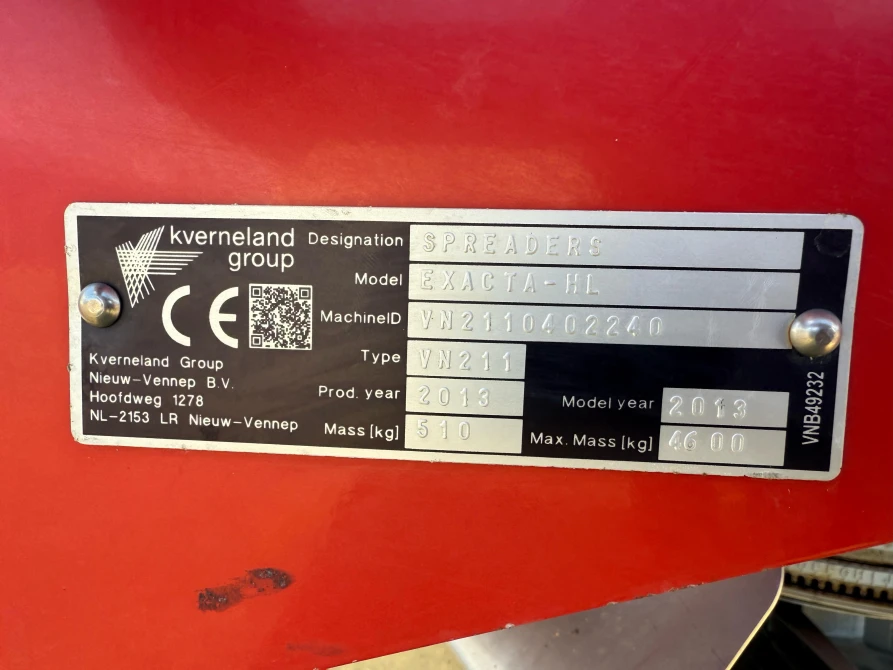 kverneland
group
Designation SPREADERS
Model EXACTA-HL
MachineID VN2110402240
Type VN211
Prod. year 2013 Model year 2013
Mass [kg] 510 Max. Mass [kg] 4600
CE
Kverneland Group
Nieuw-Vennep B.V.
Hoofdweg 1278
NL-2153 LR Nieuw-Vennep
VNB49232